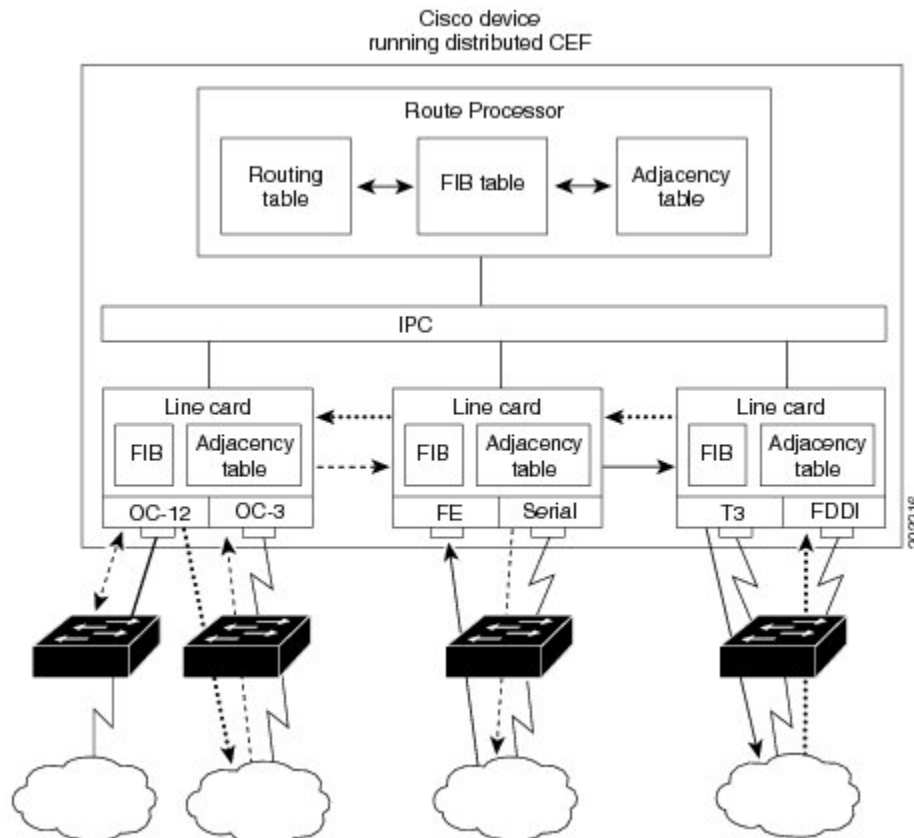 Cisco device
running distributed CEF
Route Processor
Routing
table
FIB table
Adjacency
table
IPC
Line card
FIB
Adjacency
table
OC-12
OC-3
Line card
FIB
Adjacency
table
FE
Serial
Line card
FIB
Adjacency
table
T3
FDDI